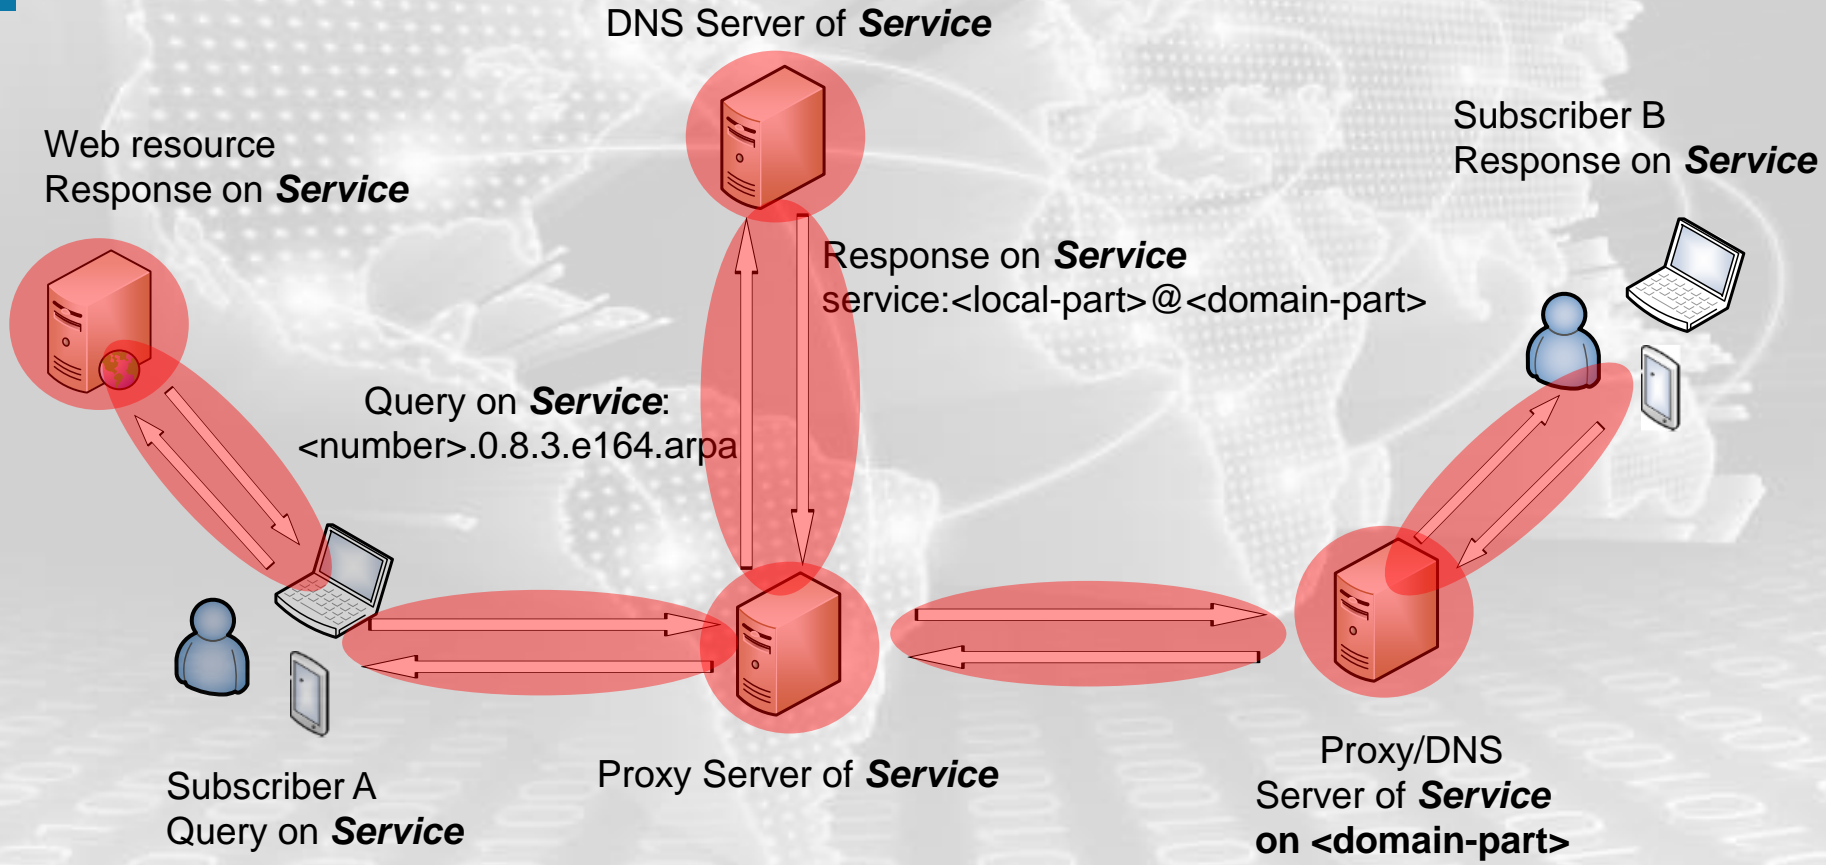 DNS Server of Service
Web resource
Response on Service
Subscriber B
Response on Service
Response on Service
service:<local-part>@<domain-part>
Query on Service:
<number>.0.8.3.e164.arpa
Subscriber A
Query on Service
Proxy Server of Service
Proxy/DNS
Server of Service
on <domain-part>